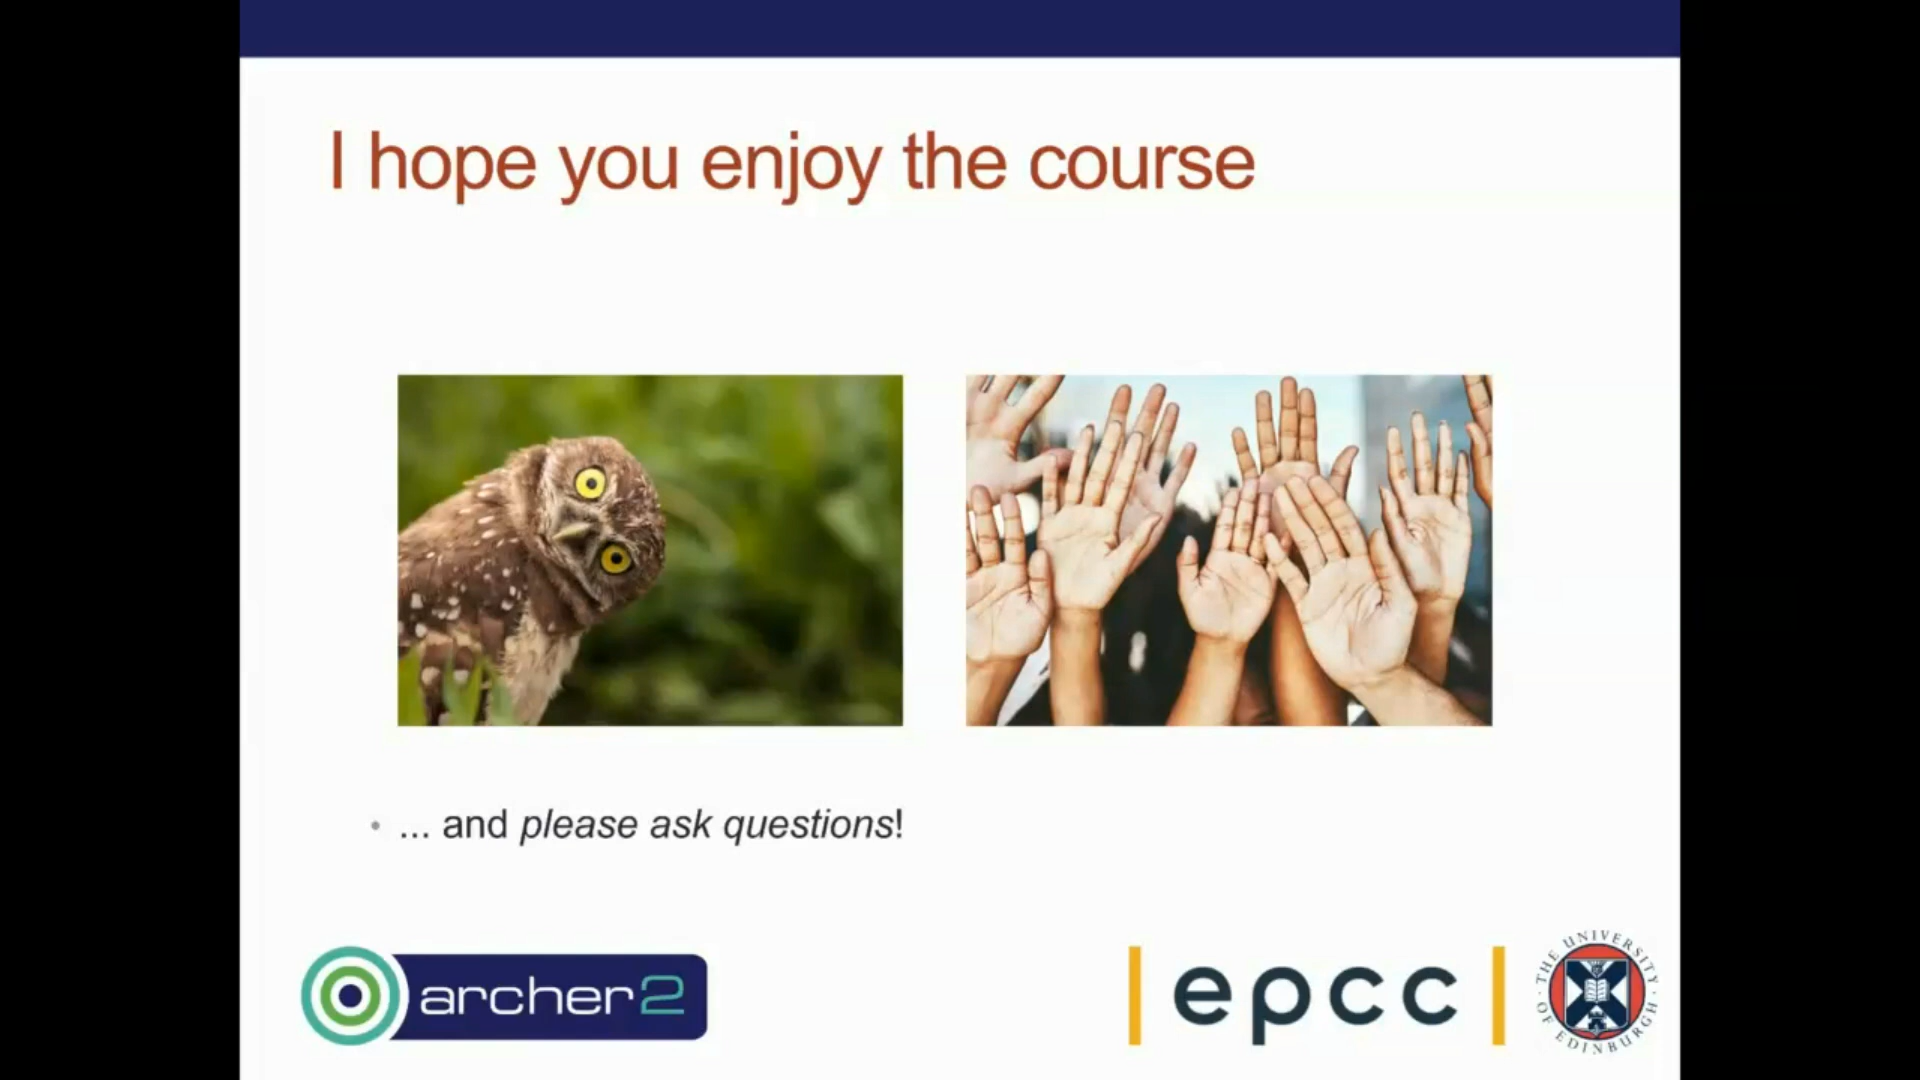 I hope you enjoy the course
• ... and please ask questions!
archer2
epcc
THE UNIVERSITY OF EDINBURGH